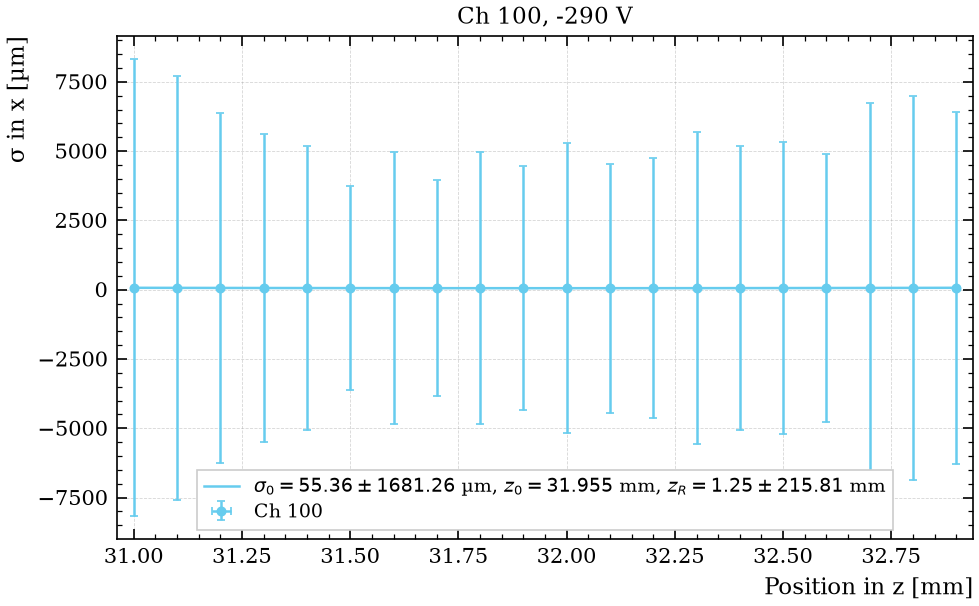 Ch 100, -290 V
σ in x [µm]
7500
5000
2500
0
−2500
−5000
−7500
σ₀ = 55.36 ± 1681.26 µm, z₀ = 31.955 mm, z_R = 1.25 ± 215.81 mm
Ch 100
31.00 31.25 31.50 31.75 32.00 32.25 32.50 32.75
Position in z [mm]